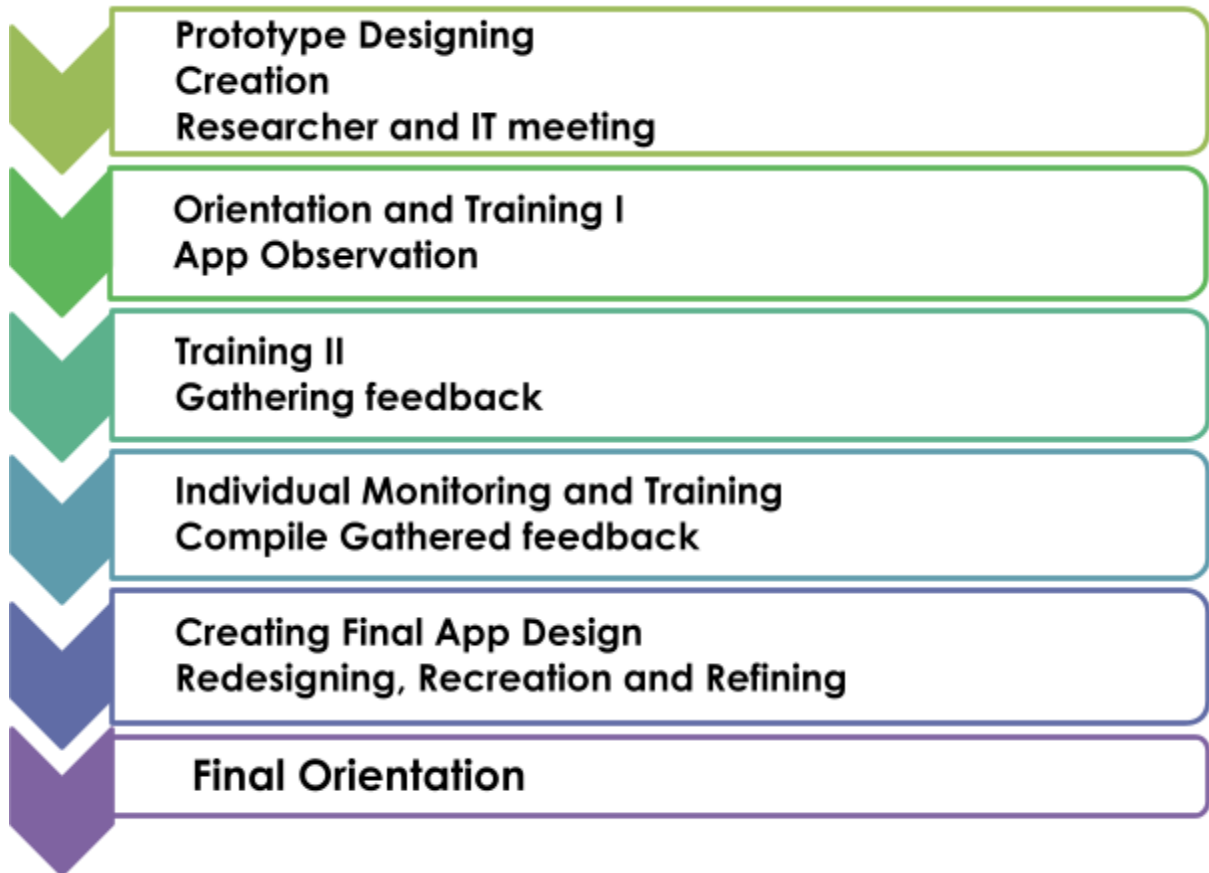 Prototype Designing
Creation
Researcher and IT meeting
Orientation and Training I
App Observation
Training II
Gathering feedback
Individual Monitoring and Training
Compile Gathered feedback
Creating Final App Design
Redesigning, Recreation and Refining
Final Orientation